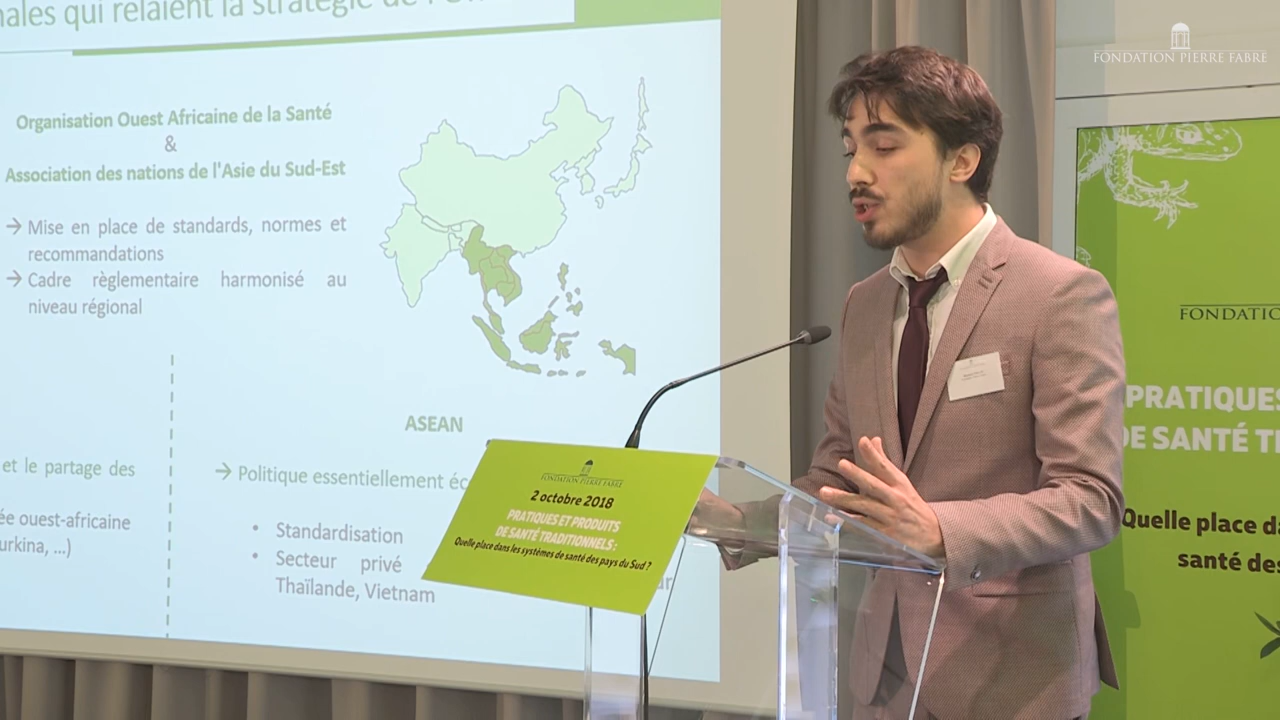 nales qui relaient la stratégie de l'O
Organisation Ouest Africaine de la Santé
&
Association des nations de l'Asie du Sud-Est
→ Mise en place de standards, normes et
recommandations
→ Cadre règlementaire harmonisé au
niveau régional
et le partage des
ée ouest-africaine
urkina, ...)
ASEAN
→ Politique essentiellement éc
• Standardisation
• Secteur privé
Thaïlande, Vietnam
FONDATION PIERRE FABRE
2 octobre 2018
PRATIQUES ET PRODUITS
DE SANTÉ TRADITIONNELS :
Quelle place dans les systèmes de santé des pays du Sud ?
FONDATION PIERRE FABRE
FONDATIO
PRATIQUES
DE SANTÉ T
Quelle place da
santé des